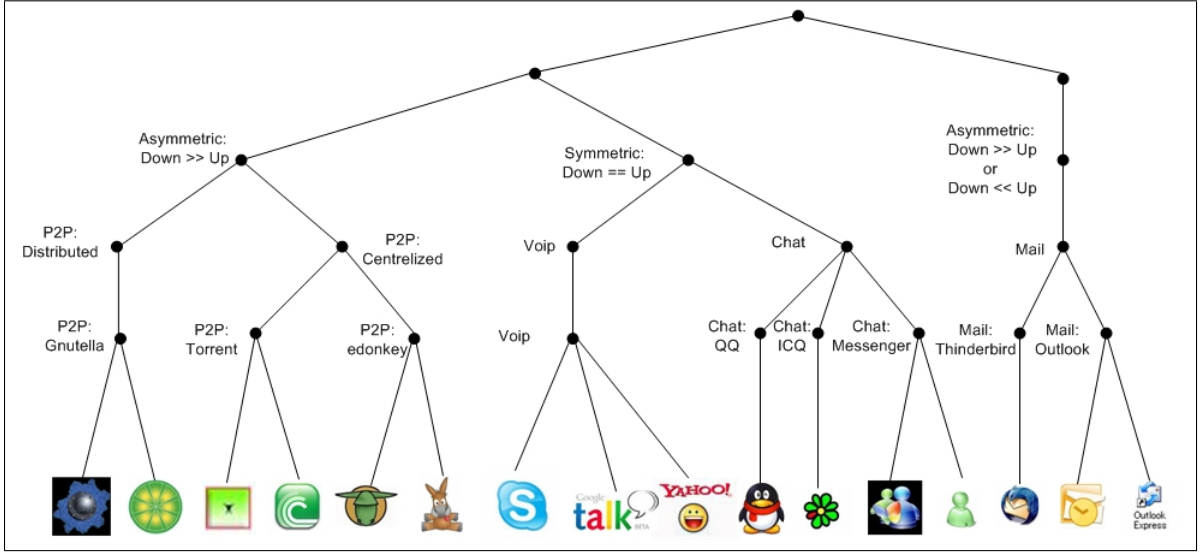 Asymmetric:
Down >> Up
Symmetric:
Down == Up
Asymmetric:
Down >> Up
or
Down << Up
P2P:
Distributed
P2P:
Centrelized
Voip
Chat
Mail
P2P:
Gnutella
P2P:
Torrent
P2P:
edonkey
Voip
Chat:
QQ
Chat:
ICQ
Chat:
Messenger
Mail:
Thinderbird
Mail:
Outlook
Google
talk
BETA
YAHOO!
Outlook
Express